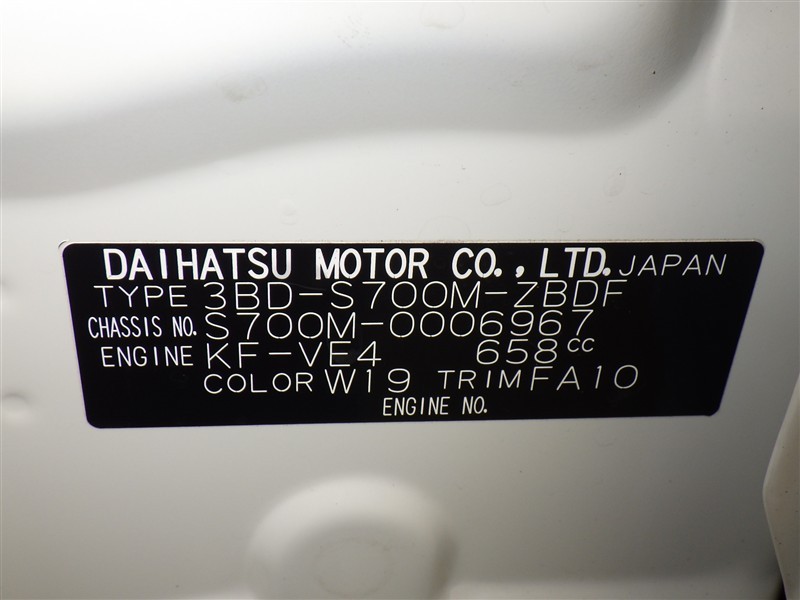 DAIHATSU MOTOR CO., LTD. JAPAN
TYPE 3BD-S700M-ZBDF
CHASSIS NO. S700M-0006967
ENGINE KF-VE4 658cc
COLOR W19 TRIM FA10
ENGINE NO.